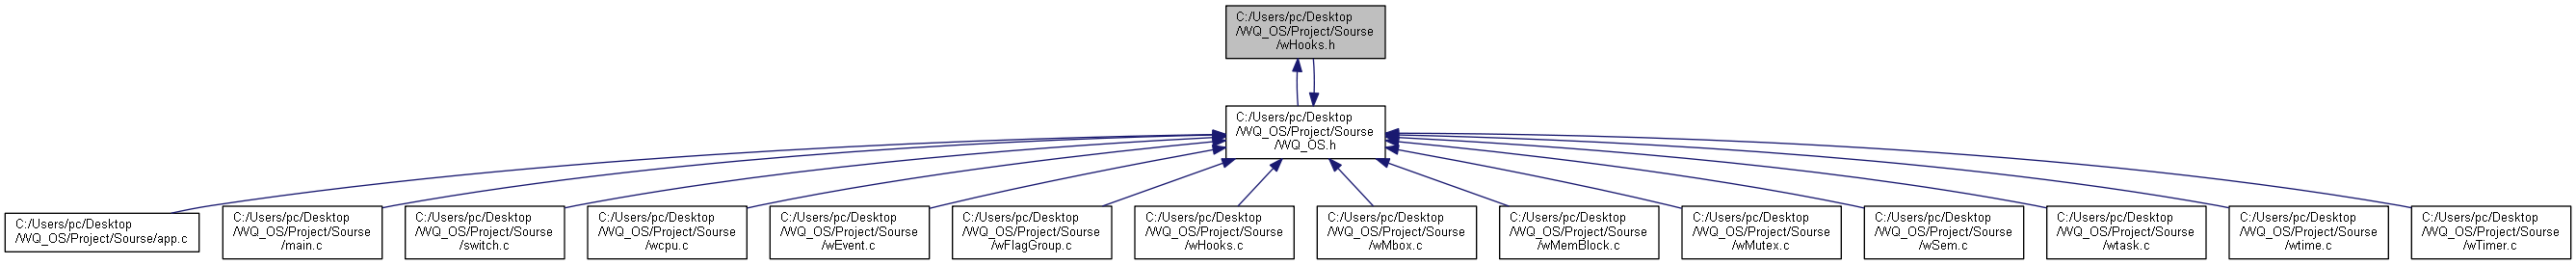 C:/Users/pc/Desktop
/WQ_OS/Project/Sourse
/wHooks.h
C:/Users/pc/Desktop
/WQ_OS/Project/Sourse
/WQ_OS.h
C:/Users/pc/Desktop
/WQ_OS/Project/Sourse/app.c
C:/Users/pc/Desktop
/WQ_OS/Project/Sourse
/main.c
C:/Users/pc/Desktop
/WQ_OS/Project/Sourse
/switch.c
C:/Users/pc/Desktop
/WQ_OS/Project/Sourse
/wcpu.c
C:/Users/pc/Desktop
/WQ_OS/Project/Sourse
/wEvent.c
C:/Users/pc/Desktop
/WQ_OS/Project/Sourse
/wFlagGroup.c
C:/Users/pc/Desktop
/WQ_OS/Project/Sourse
/wHooks.c
C:/Users/pc/Desktop
/WQ_OS/Project/Sourse
/wMbox.c
C:/Users/pc/Desktop
/WQ_OS/Project/Sourse
/wMemBlock.c
C:/Users/pc/Desktop
/WQ_OS/Project/Sourse
/wMutex.c
C:/Users/pc/Desktop
/WQ_OS/Project/Sourse
/wSem.c
C:/Users/pc/Desktop
/WQ_OS/Project/Sourse
/wtask.c
C:/Users/pc/Desktop
/WQ_OS/Project/Sourse
/wtime.c
C:/Users/pc/Desktop
/WQ_OS/Project/Sourse
/wTimer.c